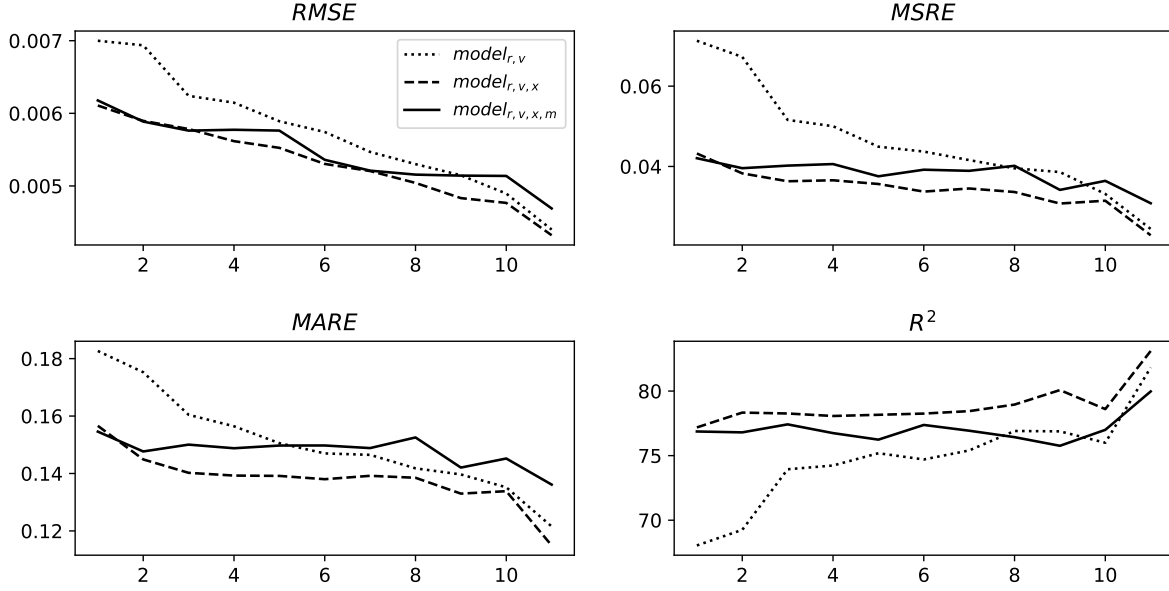 RMSE
0.007
0.006
0.005
model_{r,v}
model_{r,v,x}
model_{r,v,x,m}
2 4 6 8 10
MSRE
0.06
0.04
2 4 6 8 10
MARE
0.18
0.16
0.14
0.12
2 4 6 8 10
R^2
80
75
70
2 4 6 8 10